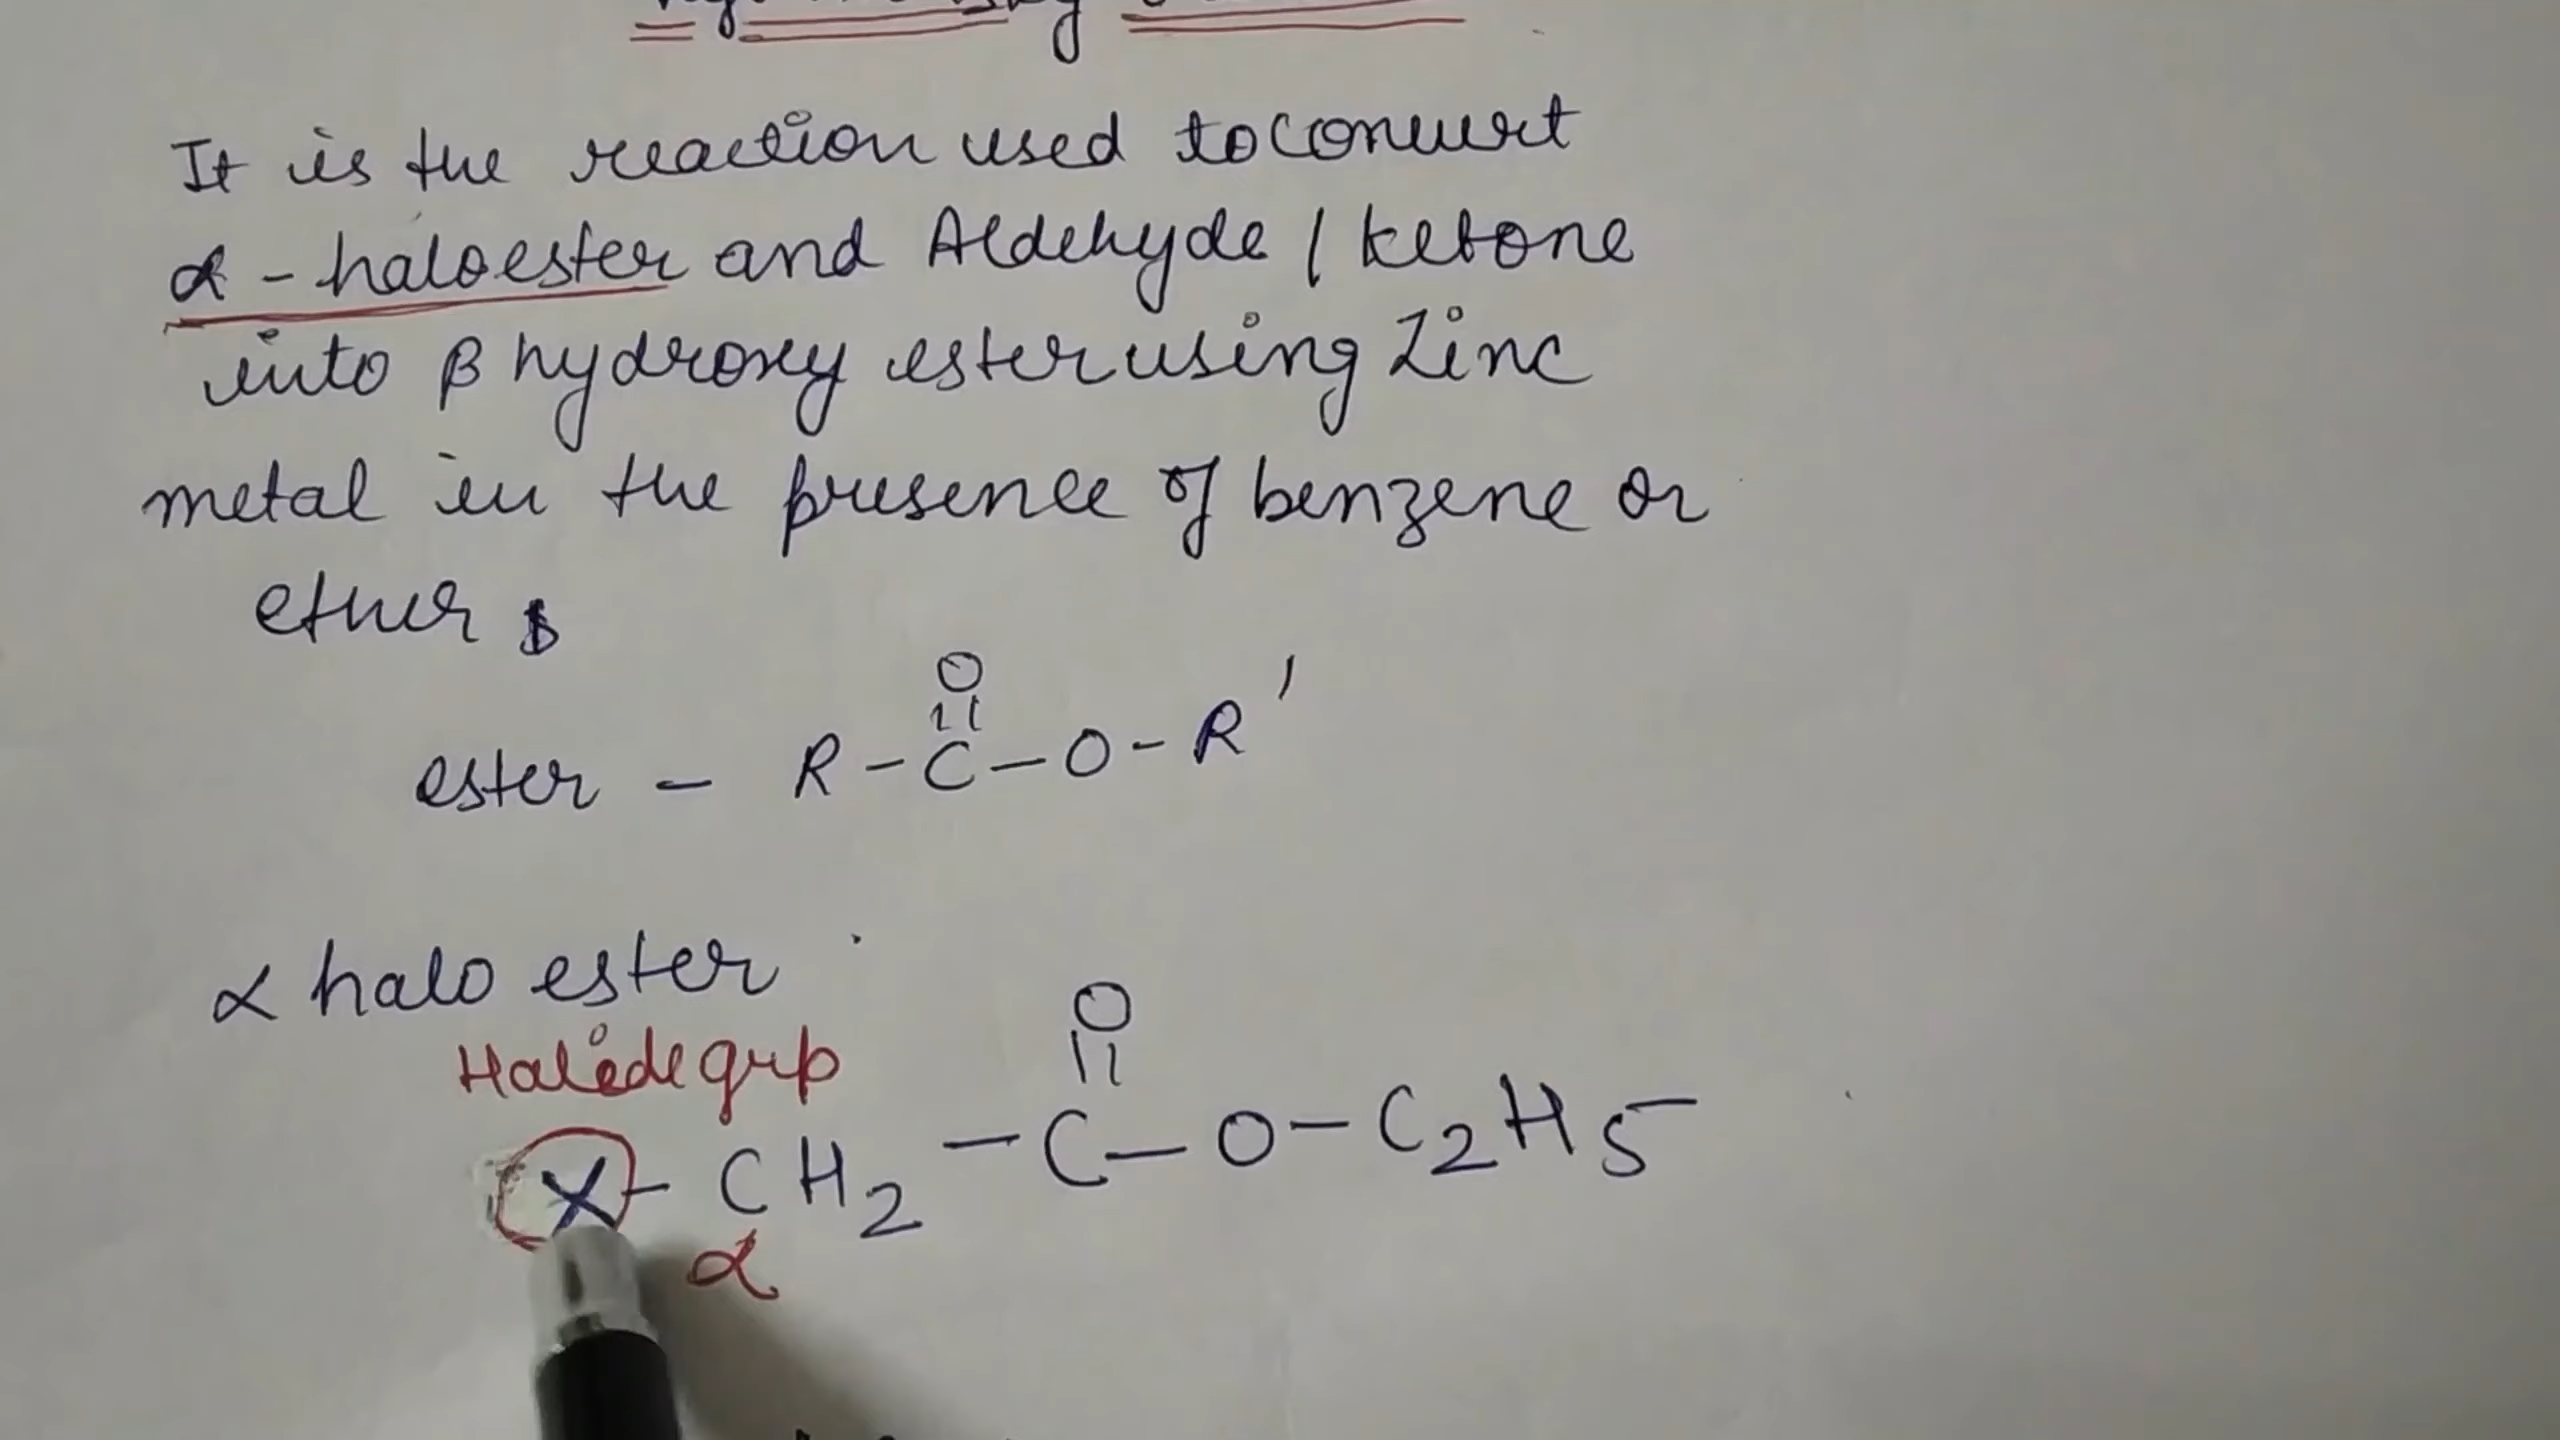 It is the reaction used to convert
α - haloester and Aldehyde / ketone
into β hydroxy ester using Zinc
metal in the presence of benzene or
ether
O
||
ester - R - C - O - R'
α halo ester
Halide grp
O
||
X - CH2 - C - O - C2H5
α